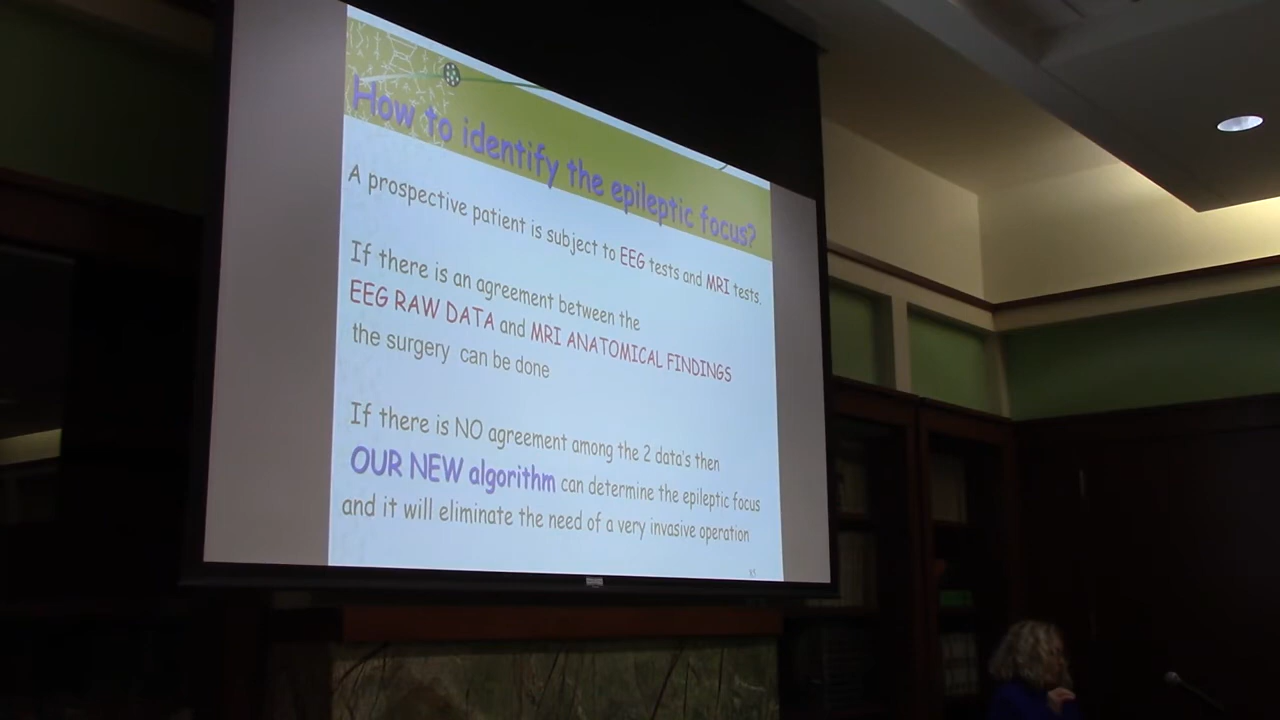 How to identify the epileptic focus?
A prospective patient is subject to EEG tests and MRI tests.
If there is an agreement between the
EEG RAW DATA and MRI ANATOMICAL FINDINGS
the surgery can be done
If there is NO agreement among the 2 data's then
OUR NEW algorithm can determine the epileptic focus
and it will eliminate the need of a very invasive operation